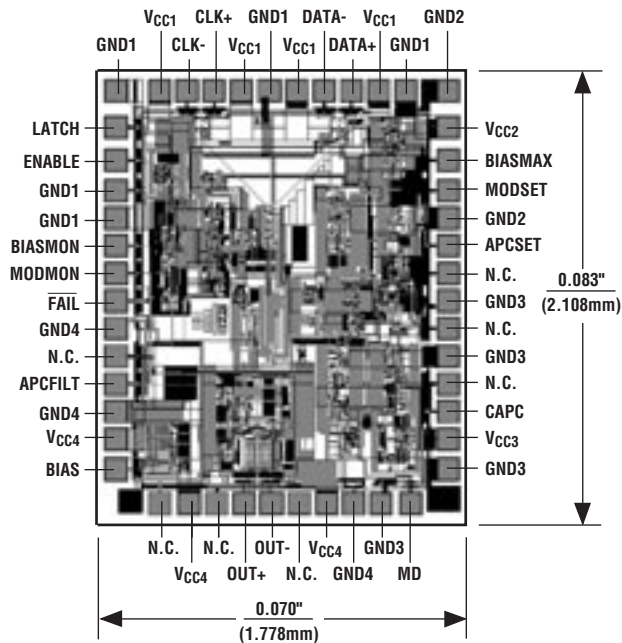 VCC1 CLK+ GND1 DATA- VCC1 GND2
GND1 CLK- VCC1 VCC1 DATA+ GND1
LATCH
ENABLE
GND1
GND1
BIASMON
MODMON
FAIL
GND4
N.C.
APCFILT
GND4
VCC4
BIAS
VCC2
BIASMAX
MODSET
GND2
APCSET
N.C.
GND3
N.C.
GND3
N.C.
CAPC
VCC3
GND3
0.083"
(2.108mm)
N.C. N.C. OUT- VCC4 GND3
VCC4 OUT+ N.C. GND4 MD
0.070"
(1.778mm)